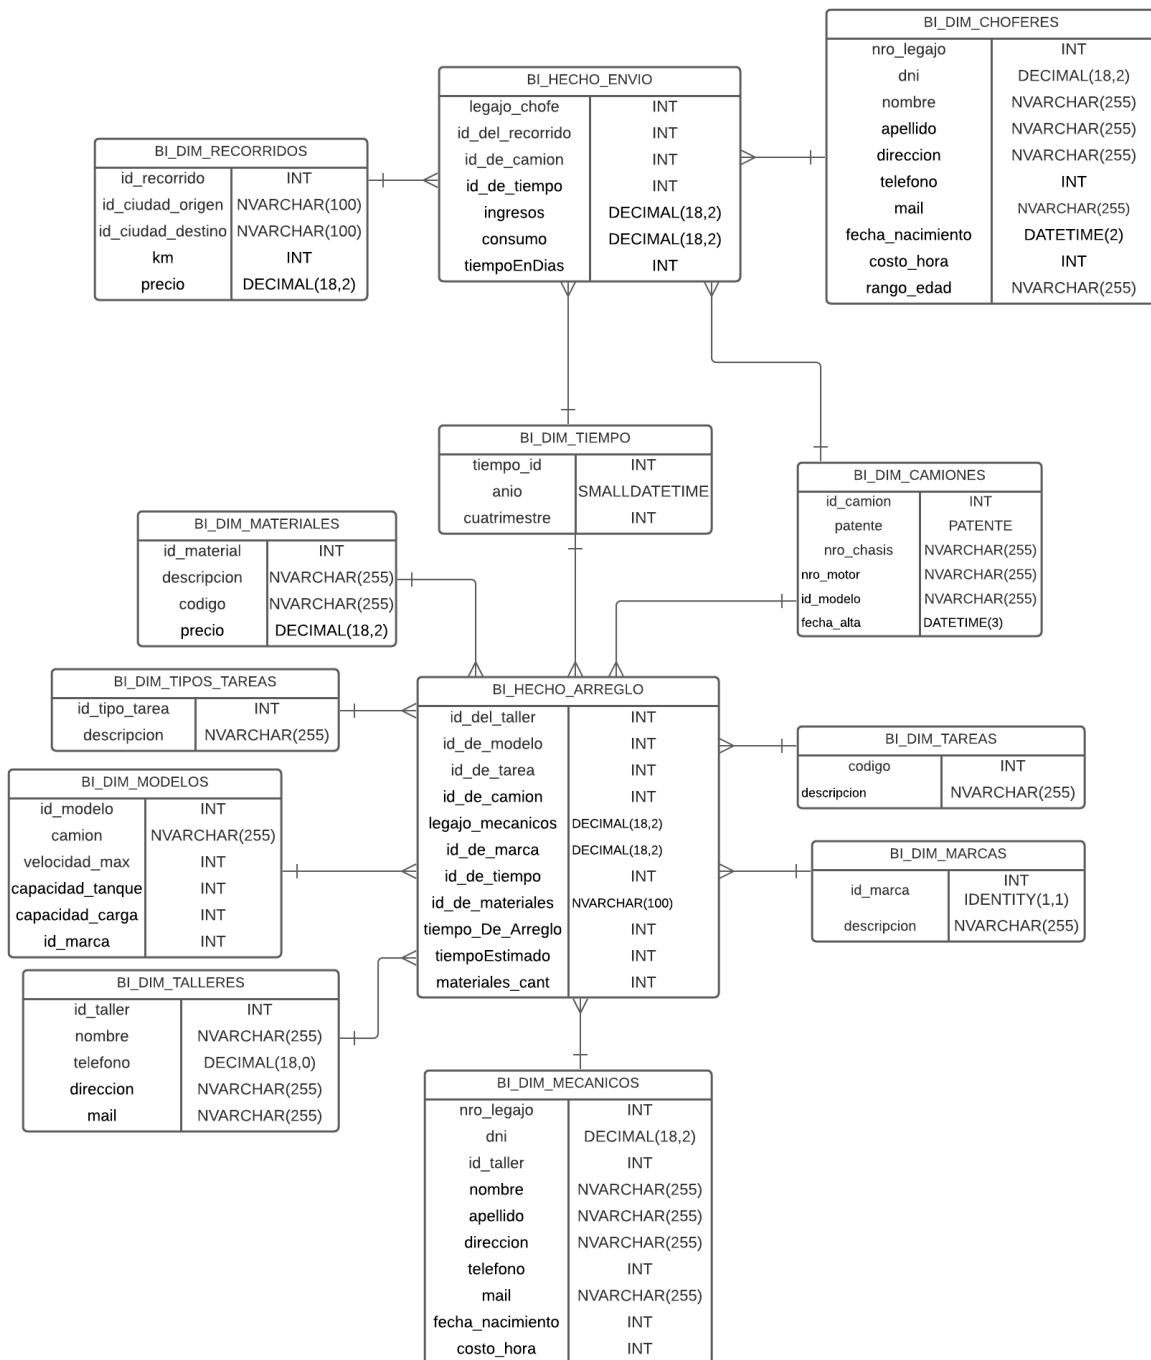 BI_DIM_CHOFERES
nro_legajo INT
dni DECIMAL(18,2)
nombre NVARCHAR(255)
apellido NVARCHAR(255)
direccion NVARCHAR(255)
telefono INT
mail NVARCHAR(255)
fecha_nacimiento DATETIME(2)
costo_hora INT
rango_edad NVARCHAR(255)
BI_HECHO_ENVIO
legajo_chofe INT
id_del_recorrido INT
id_de_camion INT
id_de_tiempo INT
ingresos DECIMAL(18,2)
consumo DECIMAL(18,2)
tiempoEnDias INT
BI_DIM_RECORRIDOS
id_recorrido INT
id_ciudad_origen NVARCHAR(100)
id_ciudad_destino NVARCHAR(100)
km INT
precio DECIMAL(18,2)
BI_DIM_TIEMPO
tiempo_id INT
anio SMALLDATETIME
cuatrimestre INT
BI_DIM_CAMIONES
id_camion INT
patente PATENTE
nro_chasis NVARCHAR(255)
nro_motor NVARCHAR(255)
id_modelo NVARCHAR(255)
fecha_alta DATETIME(3)
BI_DIM_MATERIALES
id_material INT
descripcion NVARCHAR(255)
codigo NVARCHAR(255)
precio DECIMAL(18,2)
BI_DIM_TIPOS_TAREAS
id_tipo_tarea INT
descripcion NVARCHAR(255)
BI_HECHO_ARREGLO
id_del_taller INT
id_de_modelo INT
id_de_tarea INT
id_de_camion INT
legajo_mecanicos DECIMAL(18,2)
id_de_marca DECIMAL(18,2)
id_de_tiempo INT
id_de_materiales NVARCHAR(100)
tiempo_De_Arreglo INT
tiempoEstimado INT
materiales_cant INT
BI_DIM_TAREAS
codigo INT
descripcion NVARCHAR(255)
BI_DIM_MODELOS
id_modelo INT
camion NVARCHAR(255)
velocidad_max INT
capacidad_tanque INT
capacidad_carga INT
id_marca INT
BI_DIM_MARCAS
id_marca INT
IDENTITY(1,1)
descripcion NVARCHAR(255)
BI_DIM_TALLERES
id_taller INT
nombre NVARCHAR(255)
telefono DECIMAL(18,0)
direccion NVARCHAR(255)
mail NVARCHAR(255)
BI_DIM_MECANICOS
nro_legajo INT
dni DECIMAL(18,2)
id_taller INT
nombre NVARCHAR(255)
apellido NVARCHAR(255)
direccion NVARCHAR(255)
telefono INT
mail NVARCHAR(255)
fecha_nacimiento INT
costo_hora INT